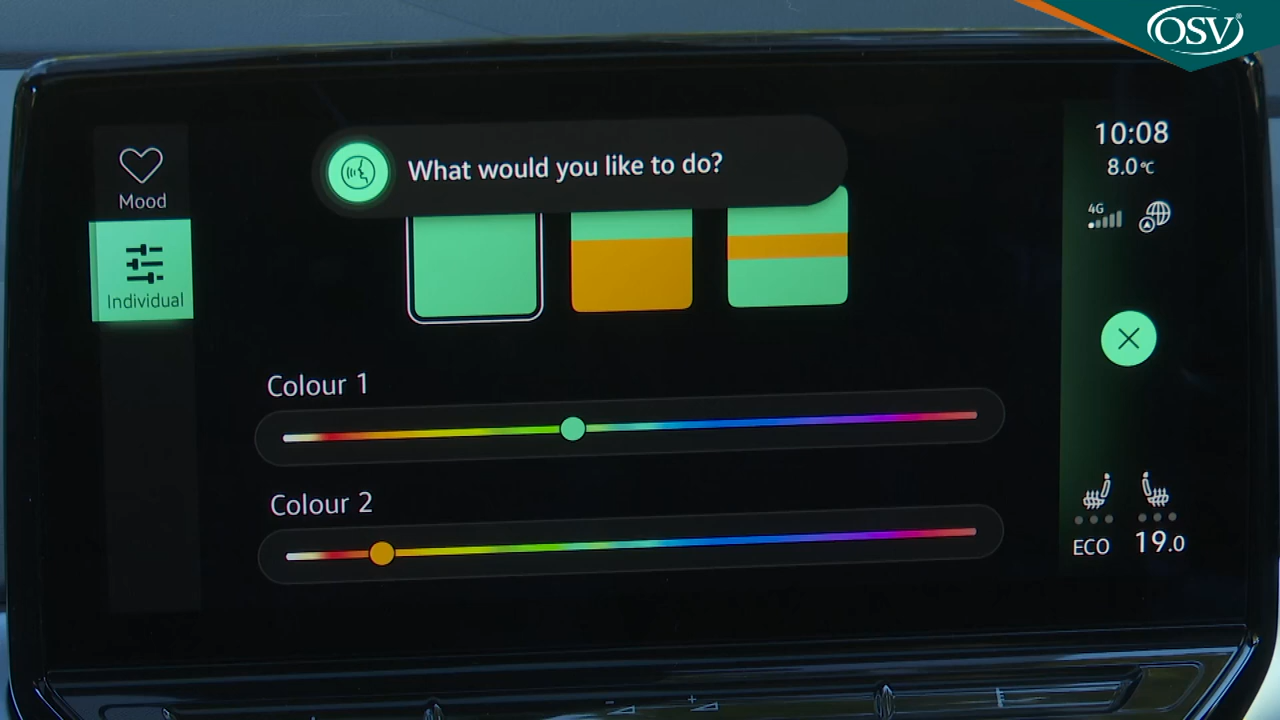 OSV®
Mood
Individual
What would you like to do?
Colour 1
Colour 2
10:08
8.0°C
4G
ECO
19.0